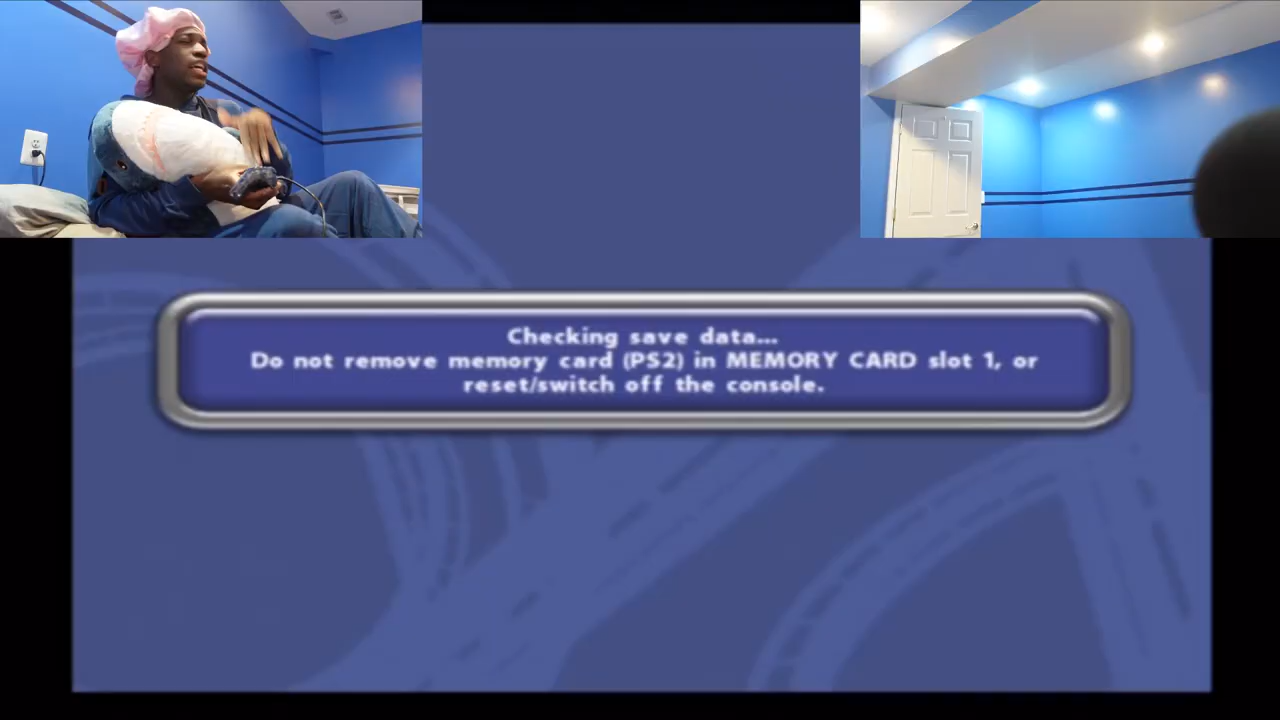 Checking save data...
Do not remove memory card (PS2) in MEMORY CARD slot 1, or
reset/switch off the console.